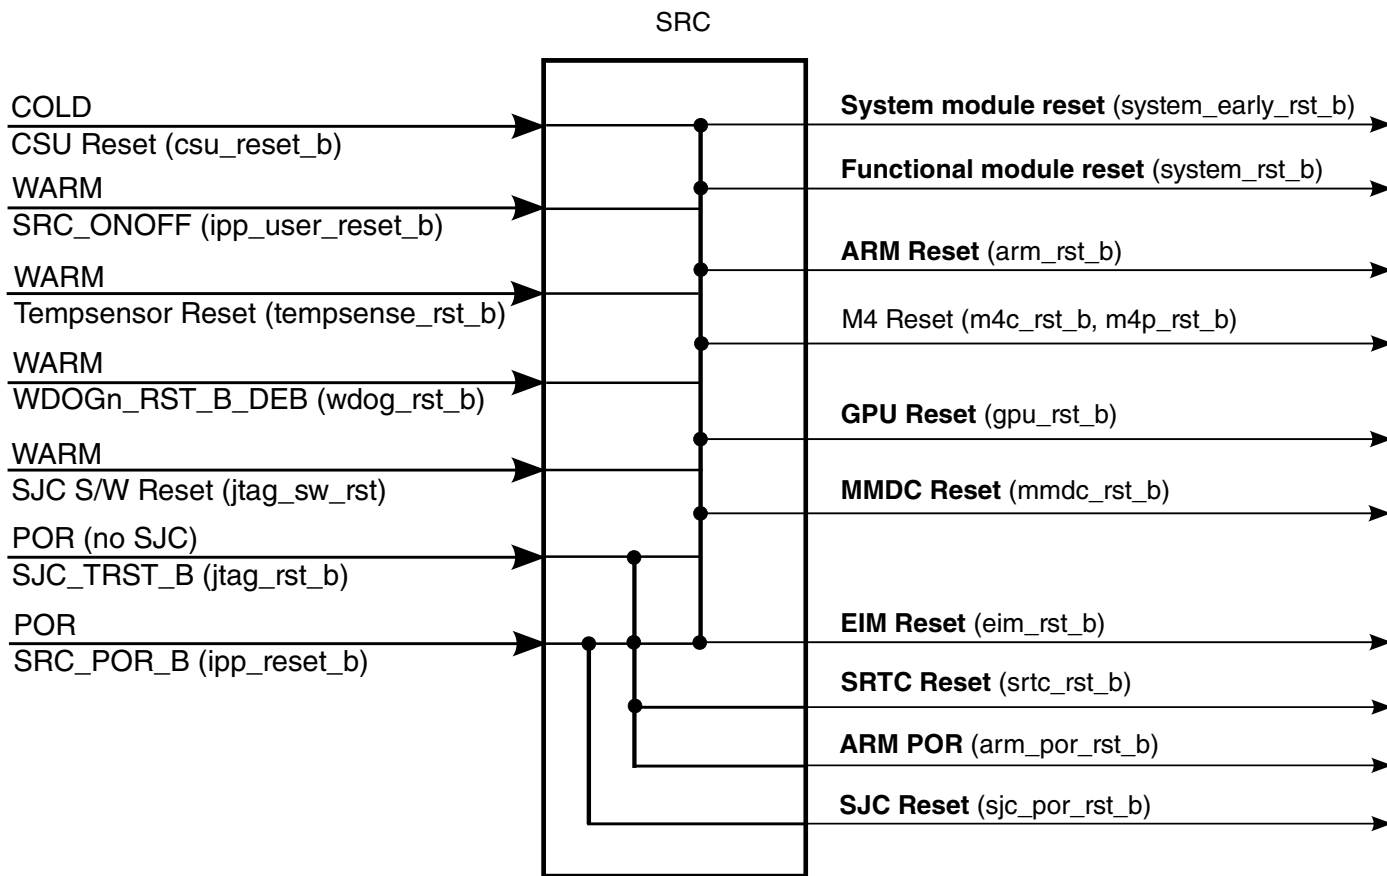 SRC
COLD
CSU Reset (csu_reset_b)
WARM
SRC_ONOFF (ipp_user_reset_b)
WARM
Tempsensor Reset (tempsense_rst_b)
WARM
WDOGn_RST_B_DEB (wdog_rst_b)
WARM
SJC S/W Reset (jtag_sw_rst)
POR (no SJC)
SJC_TRST_B (jtag_rst_b)
POR
SRC_POR_B (ipp_reset_b)
System module reset (system_early_rst_b)
Functional module reset (system_rst_b)
ARM Reset (arm_rst_b)
M4 Reset (m4c_rst_b, m4p_rst_b)
GPU Reset (gpu_rst_b)
MMDC Reset (mmdc_rst_b)
EIM Reset (eim_rst_b)
SRTC Reset (srtc_rst_b)
ARM POR (arm_por_rst_b)
SJC Reset (sjc_por_rst_b)